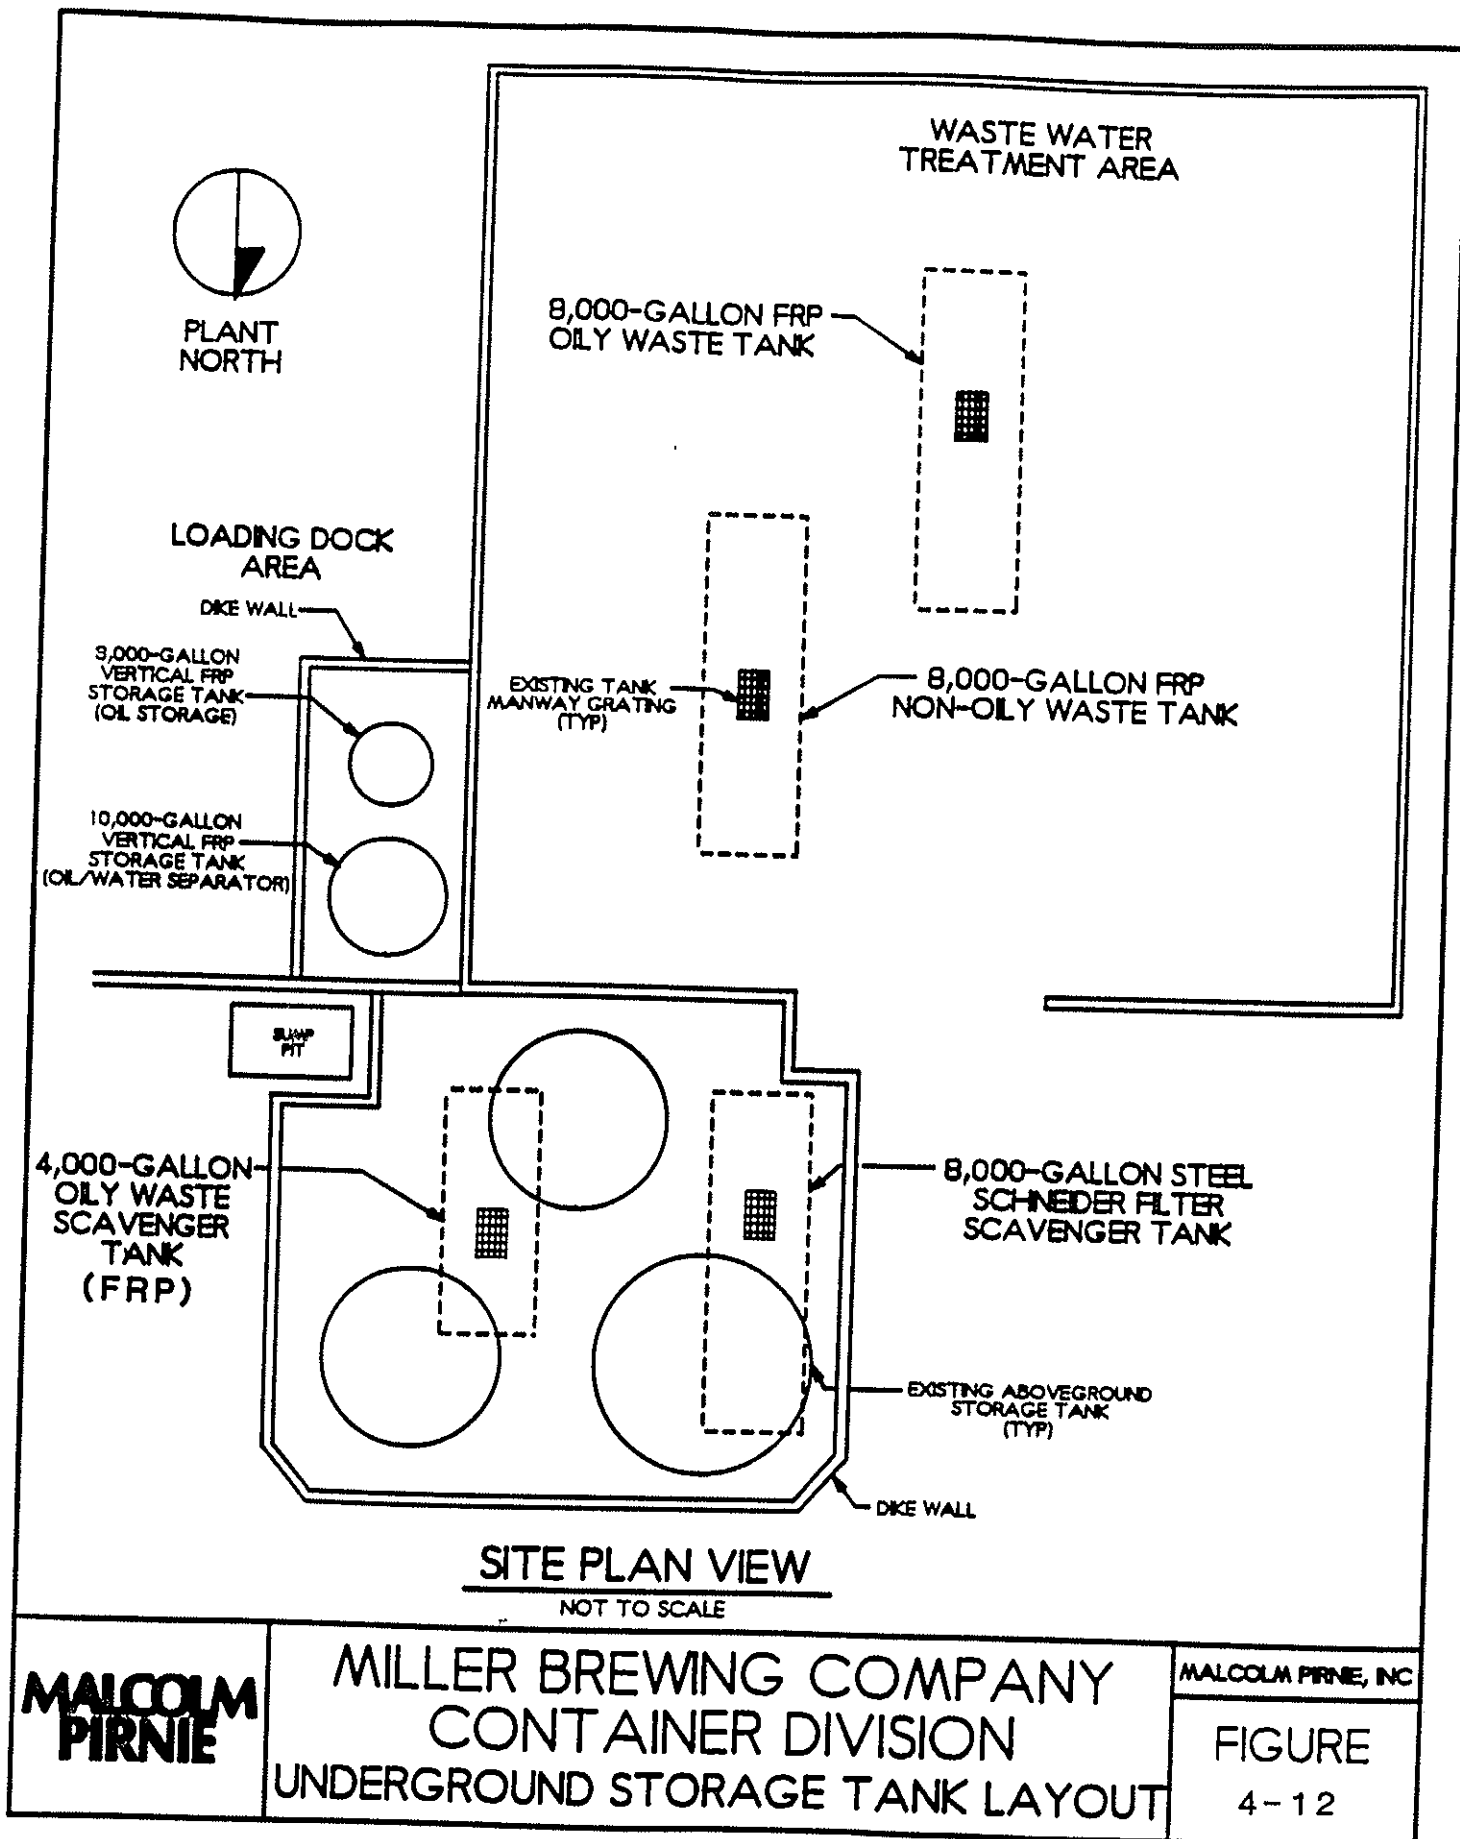 WASTE WATER
TREATMENT AREA
PLANT
NORTH
8,000-GALLON FRP
OILY WASTE TANK
LOADING DOCK
AREA
DIKE WALL
VERTICAL FRP
STORAGE TANK
(OIL STORAGE)
EXISTING TANK
MANWAY GRATING
(TYP)
8,000-GALLON FRP
NON-OILY WASTE TANK
10,000-GALLON
VERTICAL FRP
STORAGE TANK
(OIL/WATER SEPARATOR)
SUMP
PIT
4,000-GALLON
OILY WASTE
SCAVENGER
TANK
(FRP)
8,000-GALLON STEEL
SCHNEIDER FILTER
SCAVENGER TANK
EXISTING ABOVEGROUND
STORAGE TANK
(TYP)
DIKE WALL
SITE PLAN VIEW
NOT TO SCALE
MALCOLM
PIRNIE
MILLER BREWING COMPANY
CONTAINER DIVISION
UNDERGROUND STORAGE TANK LAYOUT
MALCOLM PIRNIE, INC
FIGURE
4-12